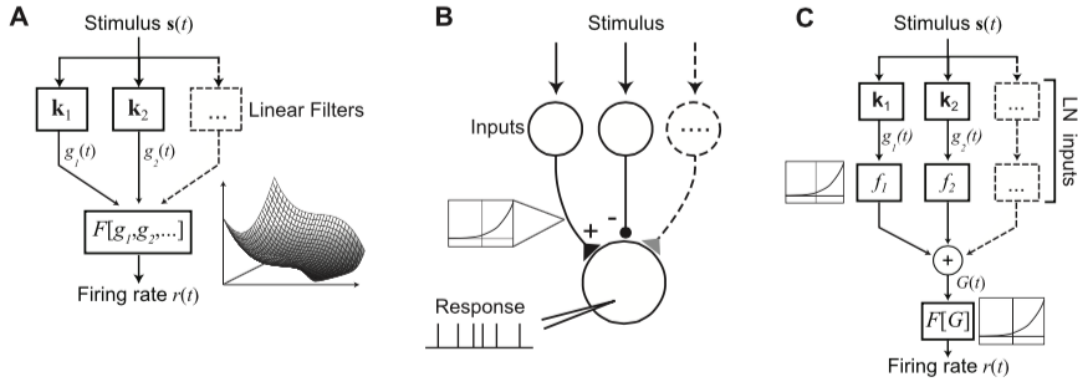 A
Stimulus s(t)
k₁
k₂
...
Linear Filters
g₁(t)
g₂(t)
F[g₁,g₂,...]
Firing rate r(t)
B
Stimulus
Inputs
....
+
-
Response
C
Stimulus s(t)
k₁
k₂
...
g₁(t)
g₂(t)
f₁
f₂
...
LN inputs
+
G(t)
F[G]
Firing rate r(t)